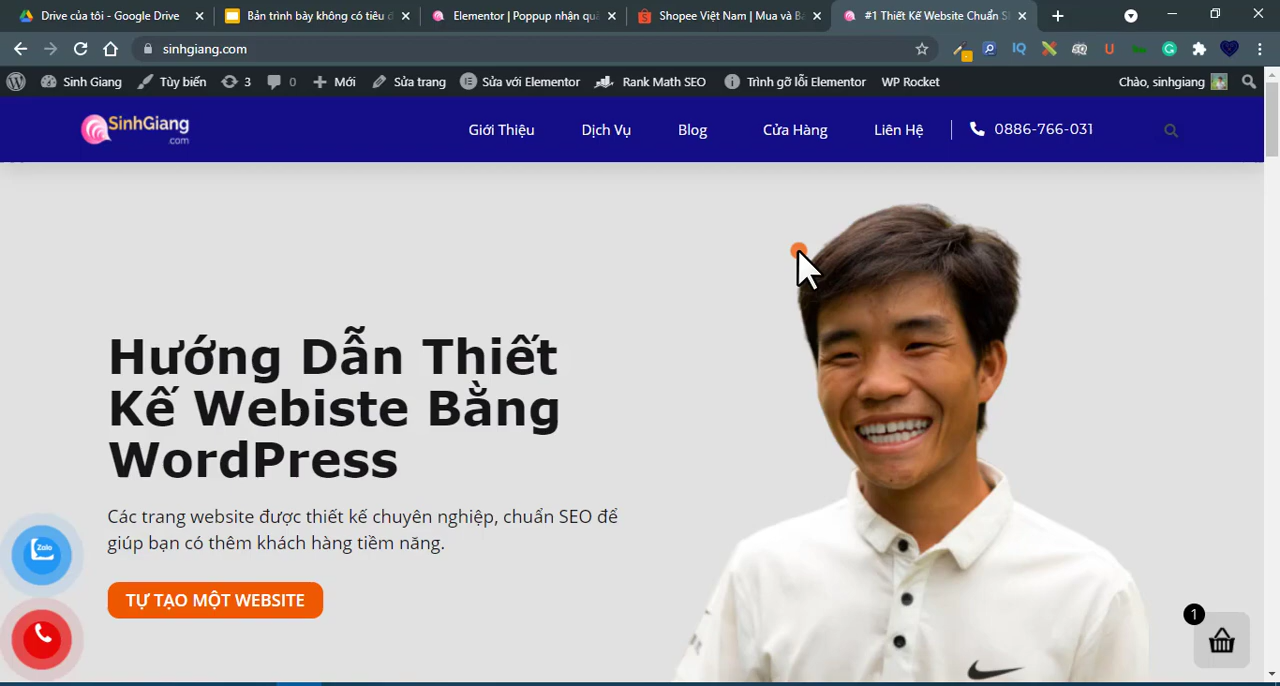 Drive của tôi - Google Drive
Bản trình bày không có tiêu đ
Elementor | Poppup nhận quà
Shopee Việt Nam | Mua và Bá
#1 Thiết Kế Website Chuẩn S
sinhgiang.com
Sinh Giang
Tùy biến
3
0
Mới
Sửa trang
Sửa với Elementor
Rank Math SEO
Trình gỡ lỗi Elementor
WP Rocket
Chào, sinhgiang
SinhGiang
.com
Giới Thiệu
Dịch Vụ
Blog
Cửa Hàng
Liên Hệ
0886-766-031
Hướng Dẫn Thiết
Kế Webiste Bằng
WordPress
Các trang website được thiết kế chuyên nghiệp, chuẩn SEO để
giúp bạn có thêm khách hàng tiềm năng.
TỰ TẠO MỘT WEBSITE
Zalo
1